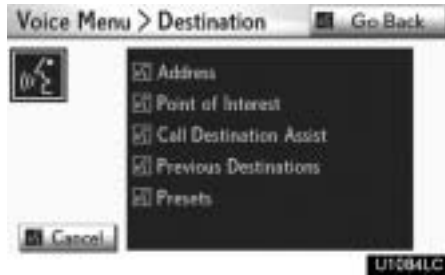 Voice Menu > Destination
Go Back
Address
Point of Interest
Call Destination Assist
Previous Destinations
Presets
Cancel
U1084LC